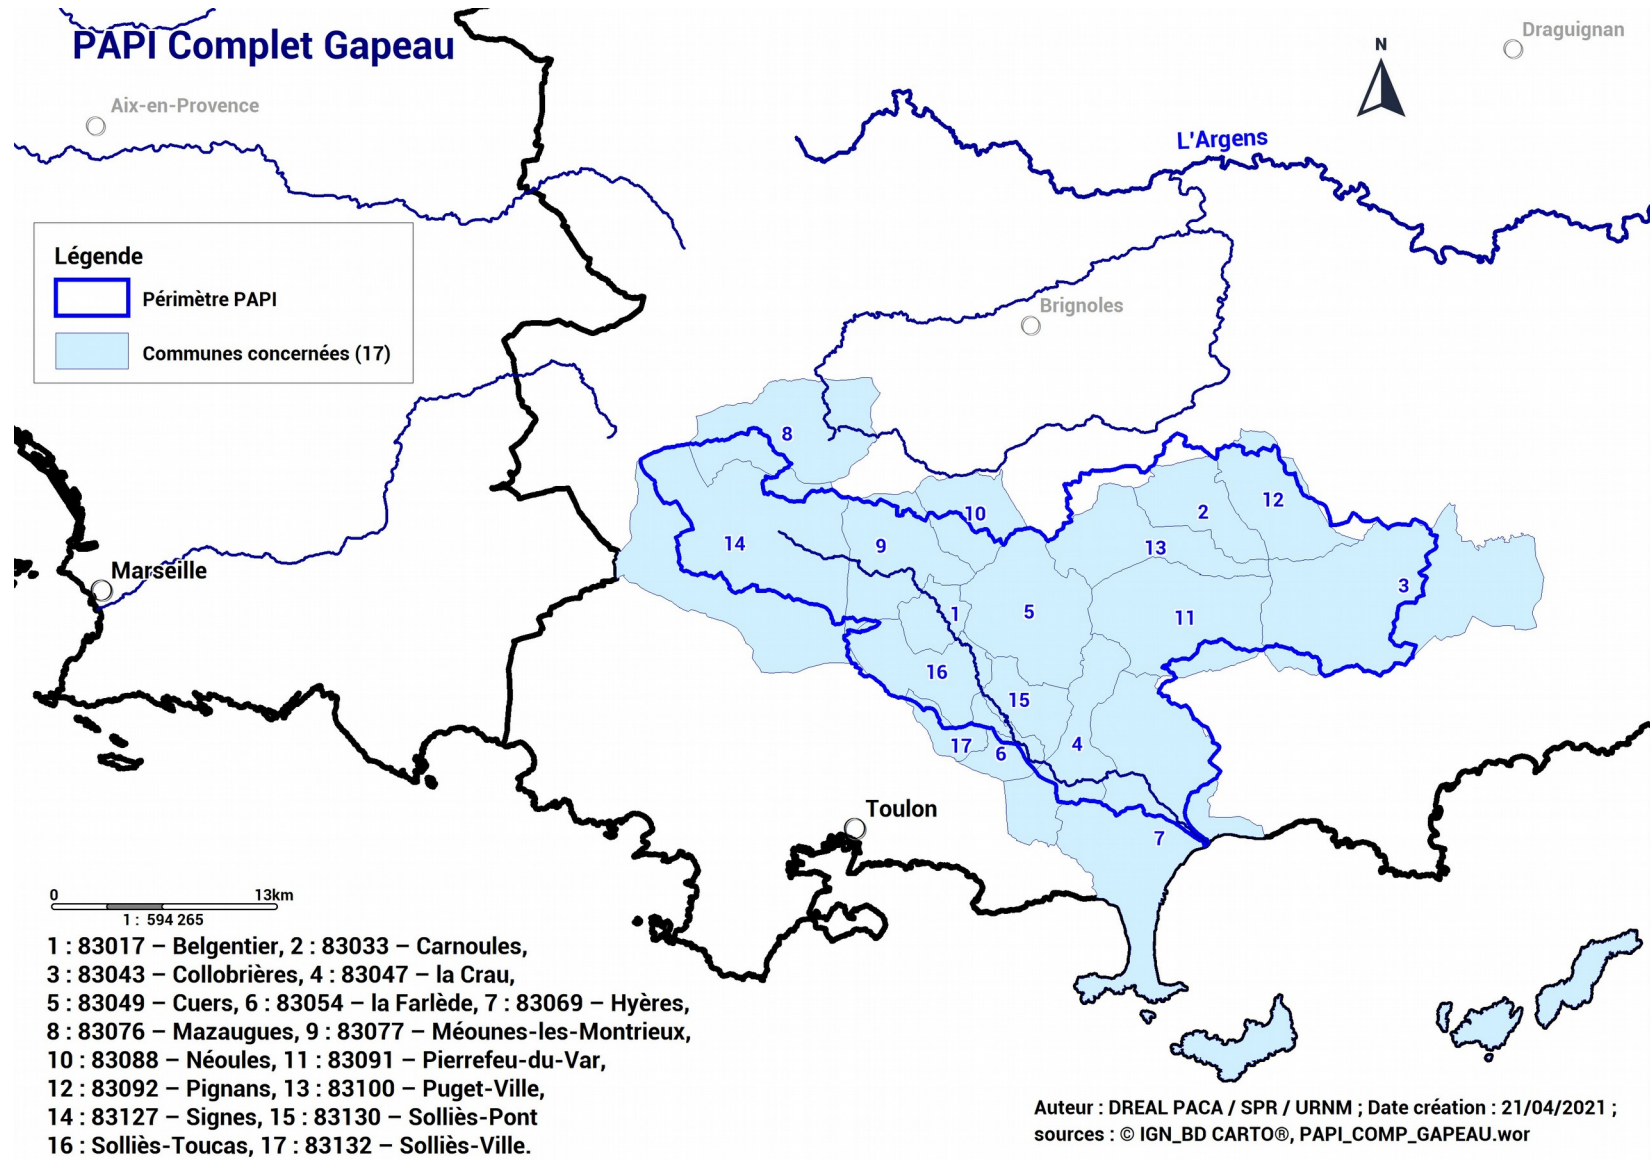 PAPI Complet Gapeau
Draguignan
N
Aix-en-Provence
L'Argens
Légende
Périmètre PAPI
Communes concernées (17)
Brignoles
8
12
10
2
14
9
13
3
Marseille
1
5
11
16
15
17
6
4
Toulon
7
0 13km
1 : 594 265
1 : 83017 – Belgentier, 2 : 83033 – Carnoules,
3 : 83043 – Collobrières, 4 : 83047 – la Crau,
5 : 83049 – Cuers, 6 : 83054 – la Farlède, 7 : 83069 – Hyères,
8 : 83076 – Mazaugues, 9 : 83077 – Méounes-les-Montrieux,
10 : 83088 – Néoules, 11 : 83091 – Pierrefeu-du-Var,
12 : 83092 – Pignans, 13 : 83100 – Puget-Ville,
14 : 83127 – Signes, 15 : 83130 – Solliès-Pont
16 : Solliès-Toucas, 17 : 83132 – Solliès-Ville.
Auteur : DREAL PACA / SPR / URNM ; Date création : 21/04/2021 ;
sources : © IGN_BD CARTO®, PAPI_COMP_GAPEAU.wor